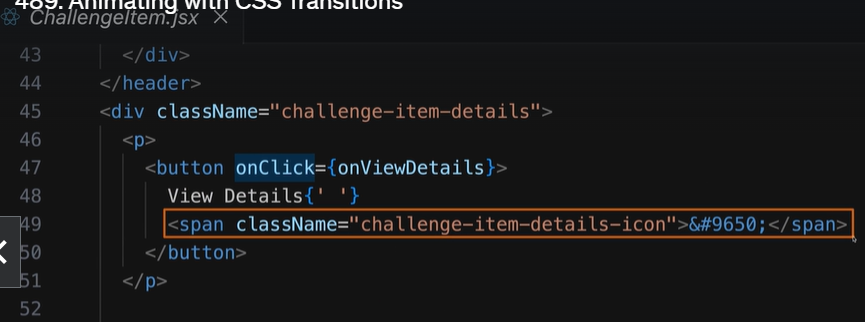 489. Animating with CSS Transitions
ChallengeItem.jsx
43 </div>
44 </header>
45 <div className="challenge-item-details">
46 <p>
47 <button onClick={onViewDetails}>
48 View Details{' '}
49 <span className="challenge-item-details-icon">&#9650;</span>
50 </button>
51 </p>
52